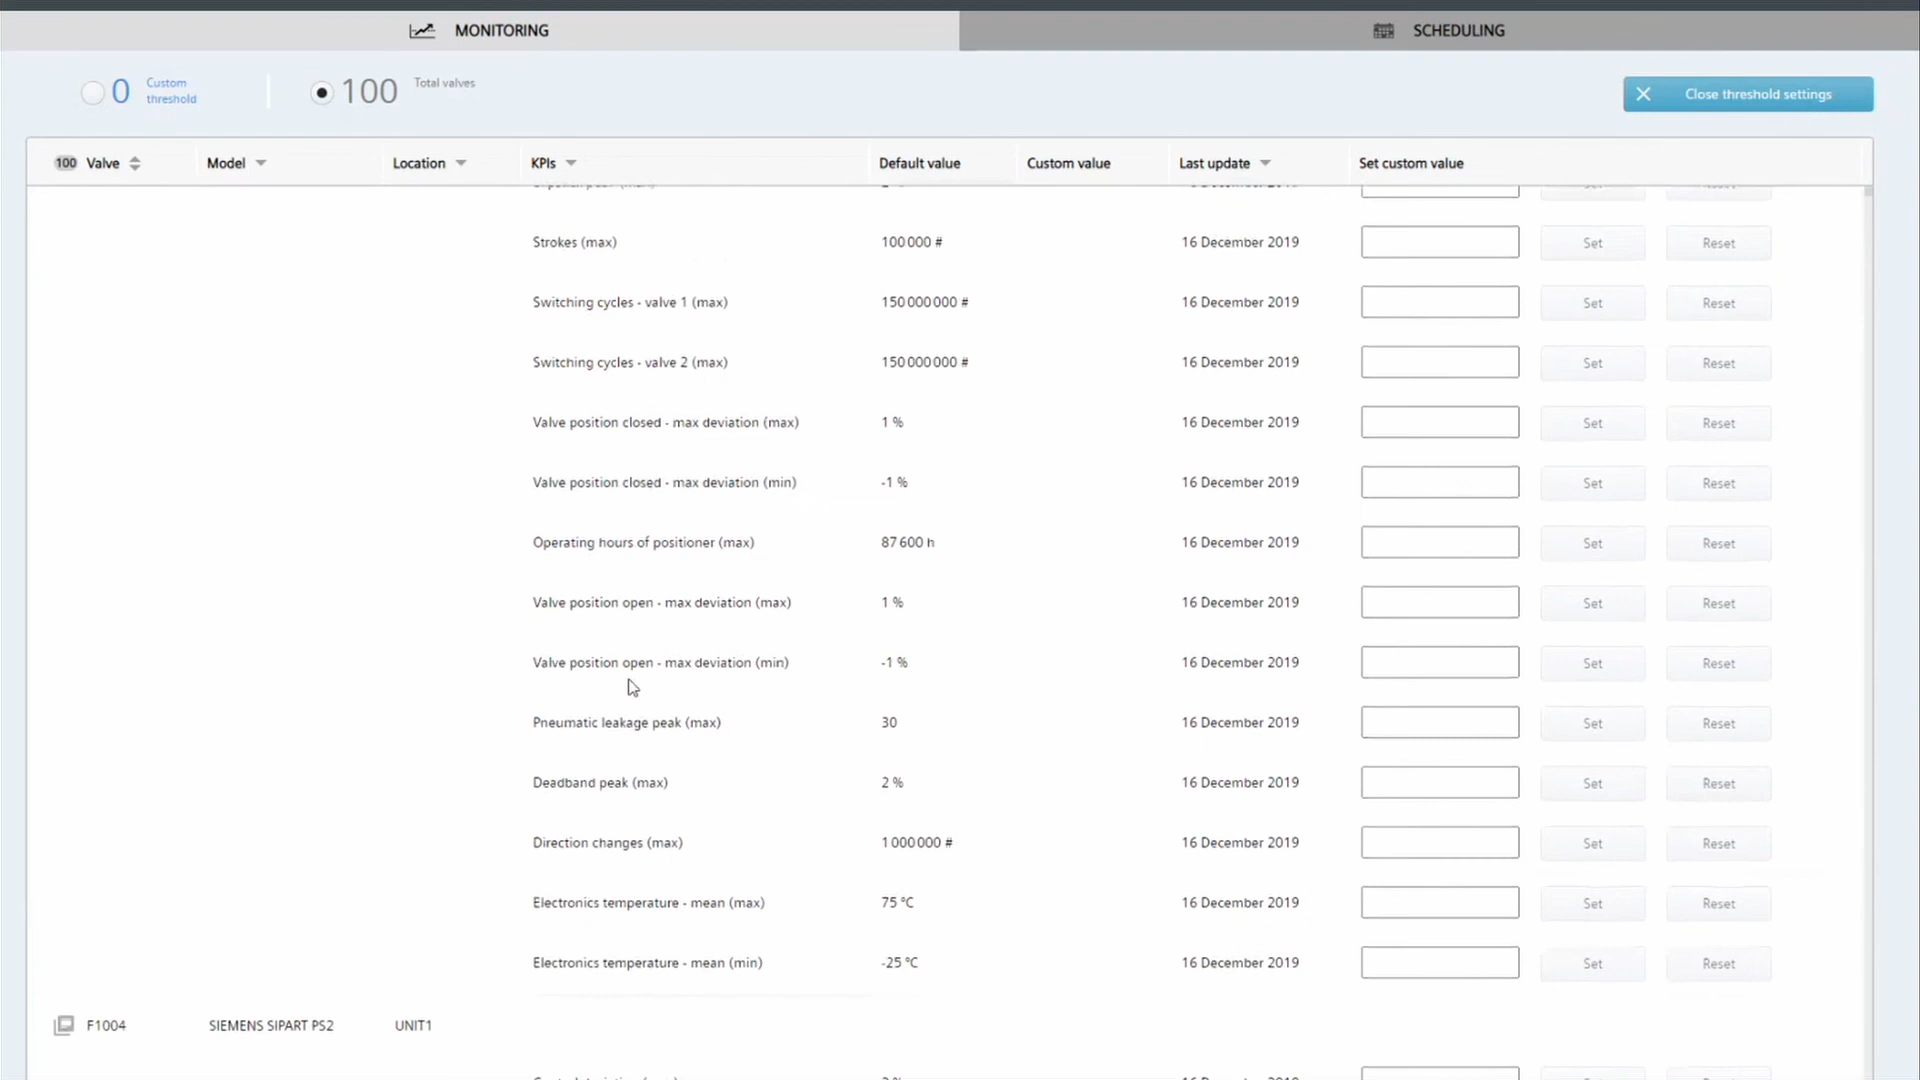 MONITORING
SCHEDULING
0 Custom threshold
100 Total valves
Close threshold settings
100 Valve Model Location KPIs Default value Custom value Last update Set custom value
Strokes (max) 100 000 # 16 December 2019 Set Reset
Switching cycles - valve 1 (max) 150 000 000 # 16 December 2019 Set Reset
Switching cycles - valve 2 (max) 150 000 000 # 16 December 2019 Set Reset
Valve position closed - max deviation (max) 1 % 16 December 2019 Set Reset
Valve position closed - max deviation (min) -1 % 16 December 2019 Set Reset
Operating hours of positioner (max) 87 600 h 16 December 2019 Set Reset
Valve position open - max deviation (max) 1 % 16 December 2019 Set Reset
Valve position open - max deviation (min) -1 % 16 December 2019 Set Reset
Pneumatic leakage peak (max) 30 16 December 2019 Set Reset
Deadband peak (max) 2 % 16 December 2019 Set Reset
Direction changes (max) 1 000 000 # 16 December 2019 Set Reset
Electronics temperature - mean (max) 75 °C 16 December 2019 Set Reset
Electronics temperature - mean (min) -25 °C 16 December 2019 Set Reset
F1004 SIEMENS SIPART PS2 UNIT1